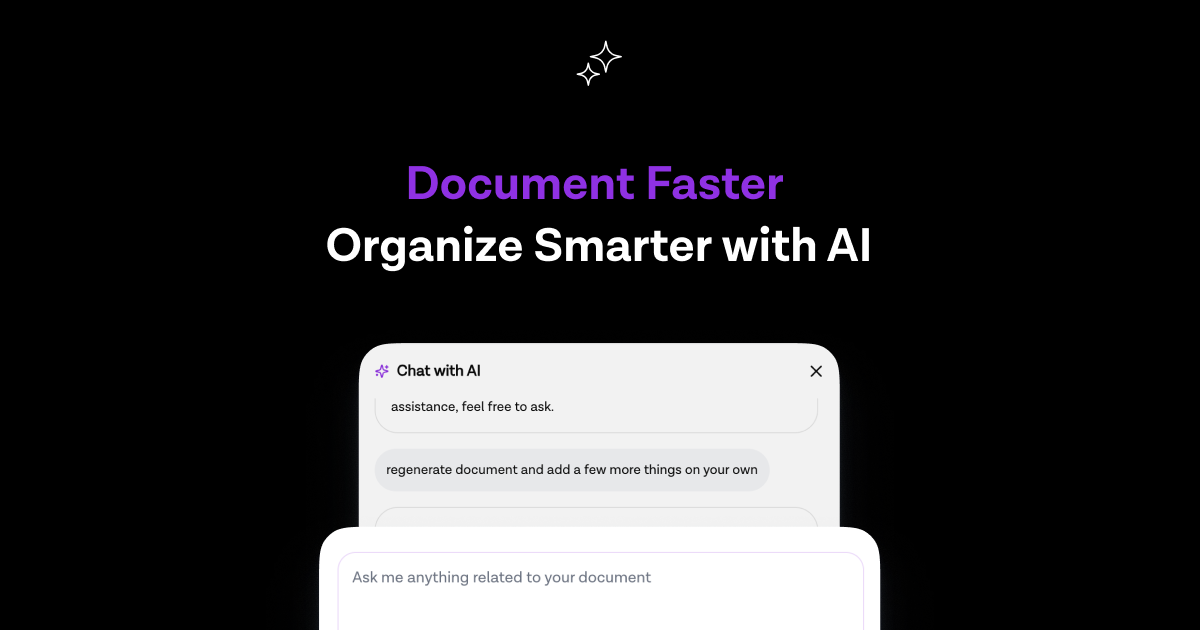 Document Faster
Organize Smarter with AI
Chat with AI
assistance, feel free to ask.
regenerate document and add a few more things on your own
Ask me anything related to your document